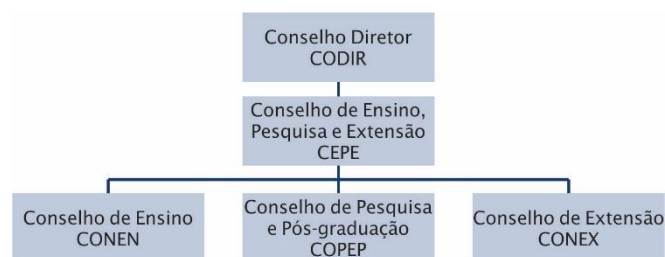 Conselho Diretor
CODIR
Conselho de Ensino,
Pesquisa e Extensão
CEPE
Conselho de Ensino
CONEN
Conselho de Pesquisa
e Pós-graduação
COPEP
Conselho de Extensão
CONEX